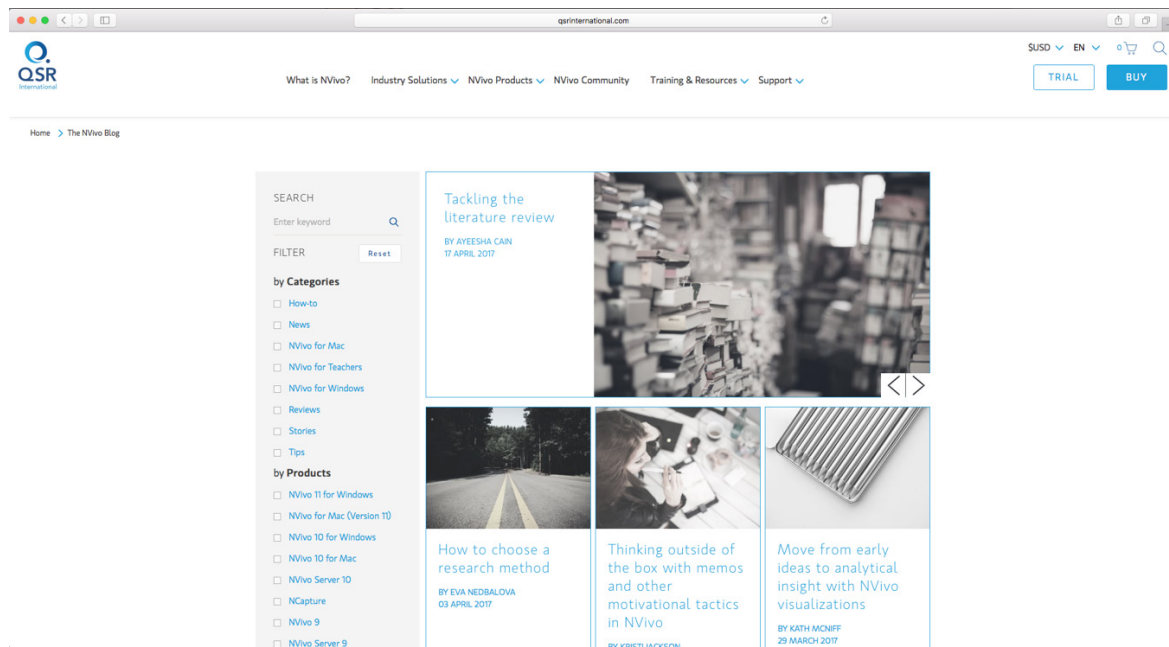 qsrinternational.com
QSR
International
What is NVivo? Industry Solutions NVivo Products NVivo Community Training & Resources Support
$USD EN 0
TRIAL BUY
Home > The NVivo Blog
SEARCH
Enter keyword
FILTER Reset
by Categories
How-to
News
NVivo for Mac
NVivo for Teachers
NVivo for Windows
Reviews
Stories
Tips
by Products
NVivo 11 for Windows
NVivo for Mac (Version 11)
NVivo 10 for Windows
NVivo 10 for Mac
NVivo Server 10
NCapture
NVivo 9
NVivo Server 9
Tackling the
literature review
BY AYEESHA CAIN
17 APRIL 2017
How to choose a
research method
BY EVA NEDBALOVA
03 APRIL 2017
Thinking outside of
the box with memos
and other
motivational tactics
in NVivo
BY KRISTI JACKSON
Move from early
ideas to analytical
insight with NVivo
visualizations
BY KATH MCNIFF
29 MARCH 2017